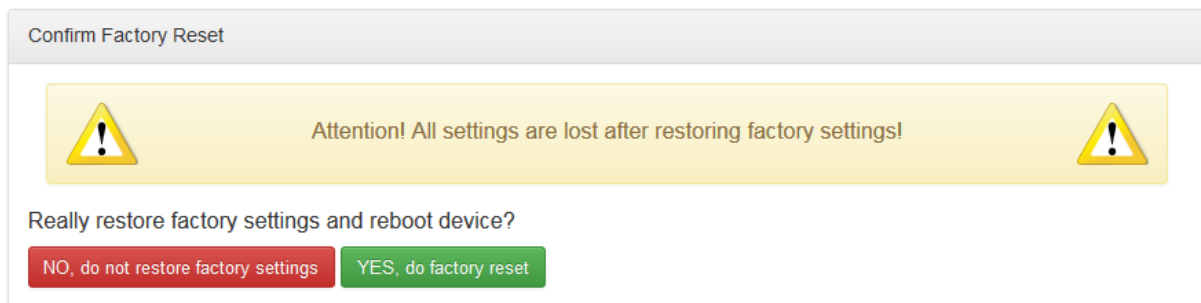 Confirm Factory Reset
Attention! All settings are lost after restoring factory settings!
Really restore factory settings and reboot device?
NO, do not restore factory settings YES, do factory reset